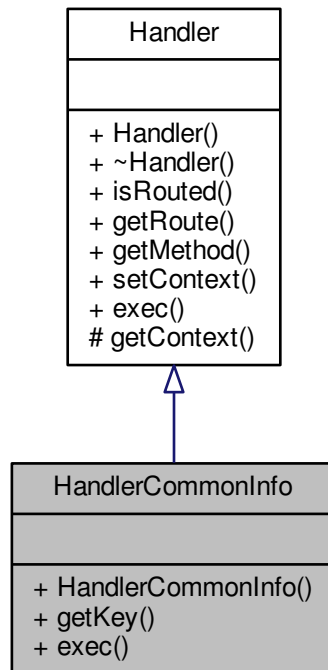 Handler
+ Handler()
+ ~Handler()
+ isRouted()
+ getRoute()
+ getMethod()
+ setContext()
+ exec()
# getContext()
HandlerCommonInfo
+ HandlerCommonInfo()
+ getKey()
+ exec()